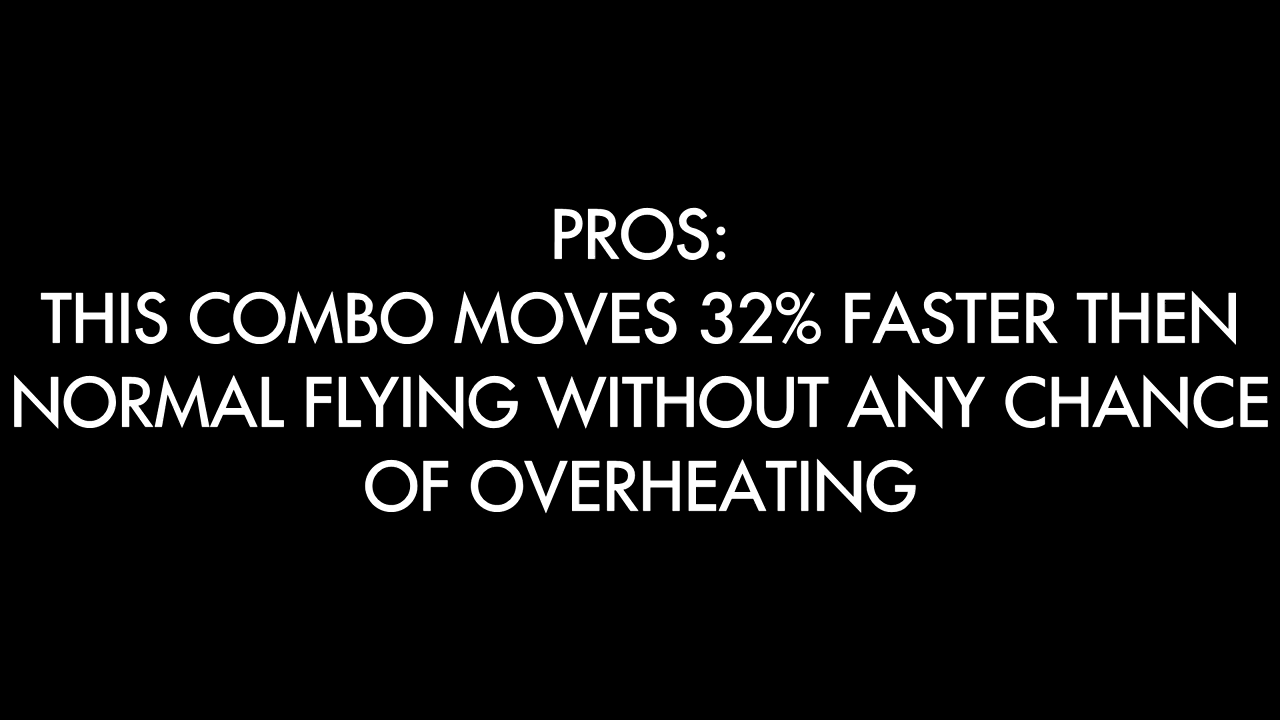 PROS:
THIS COMBO MOVES 32% FASTER THEN
NORMAL FLYING WITHOUT ANY CHANCE
OF OVERHEATING